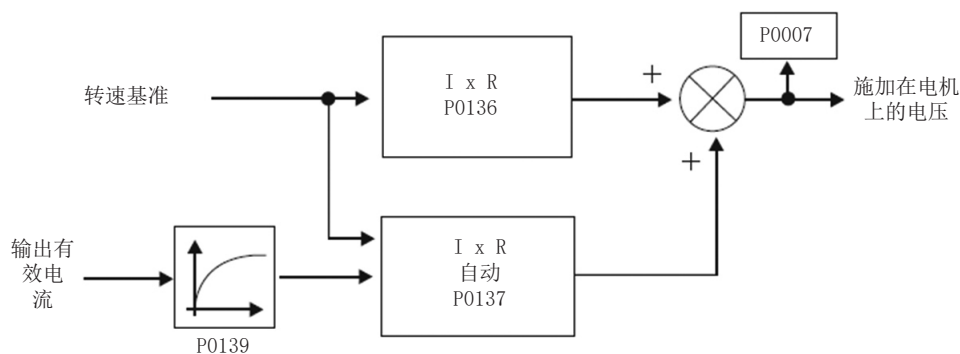 P0007
转速基准
I x R
P0136
+
施加在电机
上的电压
+
输出有
效电
流
I x R
自动
P0137
P0139